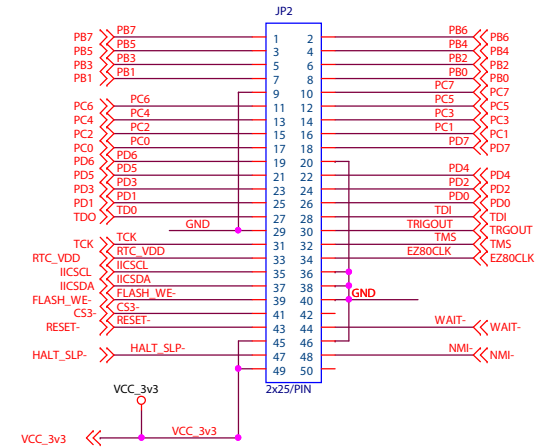 JP2
PB7 PB7 1 2 PB6 PB6
PB5 PB5 3 4 PB4 PB4
PB3 PB3 5 6 PB2 PB2
PB1 PB1 7 8 PB0 PB0
9 10 PC7 PC7
PC6 PC6 11 12 PC5 PC5
PC4 PC4 13 14 PC3 PC3
PC2 PC2 15 16 PC1 PC1
PC0 PC0 17 18 PD7 PD7
PD6 PD6 19 20
PD5 PD5 21 22 PD4 PD4
PD3 PD3 23 24 PD2 PD2
PD1 PD1 25 26 PD0 PD0
TDO TD0 27 28 TDI TDI
GND 29 30 TRIGOUT TRGOUT
TCK TCK 31 32 TMS TMS
RTC_VDD RTC_VDD 33 34 EZ80CLK EZ80CLK
IICSCL IICSCL 35 36
IICSDA IICSDA 37 38
FLASH_WE- FLASH_WE- 39 40 GND
CS3- CS3- 41 42
RESET- RESET- 43 44 WAIT- WAIT-
45 46
HALT_SLP- HALT_SLP- 47 48 NMI- NMI-
49 50
2x25/PIN
VCC_3v3
VCC_3v3 VCC_3v3